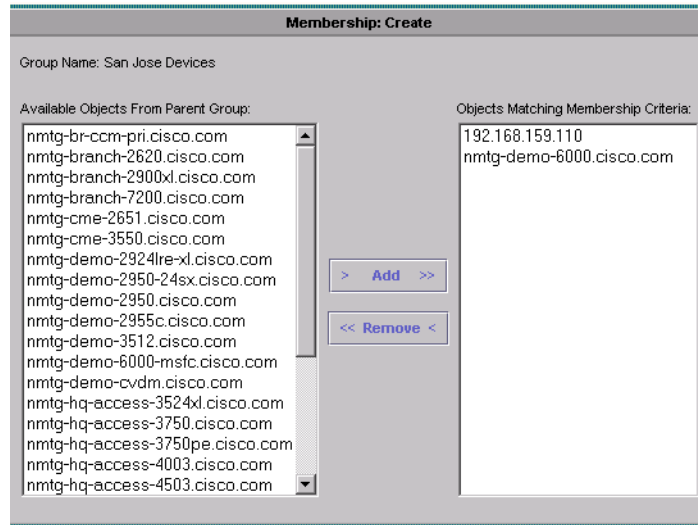 Membership: Create
Group Name: San Jose Devices
Available Objects From Parent Group:
nmtg-br-ccm-pri.cisco.com
nmtg-branch-2620.cisco.com
nmtg-branch-2900xl.cisco.com
nmtg-branch-7200.cisco.com
nmtg-cme-2651.cisco.com
nmtg-cme-3550.cisco.com
nmtg-demo-2924lre-xl.cisco.com
nmtg-demo-2950-24sx.cisco.com
nmtg-demo-2950.cisco.com
nmtg-demo-2955c.cisco.com
nmtg-demo-3512.cisco.com
nmtg-demo-6000-msfc.cisco.com
nmtg-demo-cvdm.cisco.com
nmtg-hq-access-3524xl.cisco.com
nmtg-hq-access-3750.cisco.com
nmtg-hq-access-3750pe.cisco.com
nmtg-hq-access-4003.cisco.com
nmtg-hq-access-4503.cisco.com
> Add >>
<< Remove <
Objects Matching Membership Criteria:
192.168.159.110
nmtg-demo-6000.cisco.com